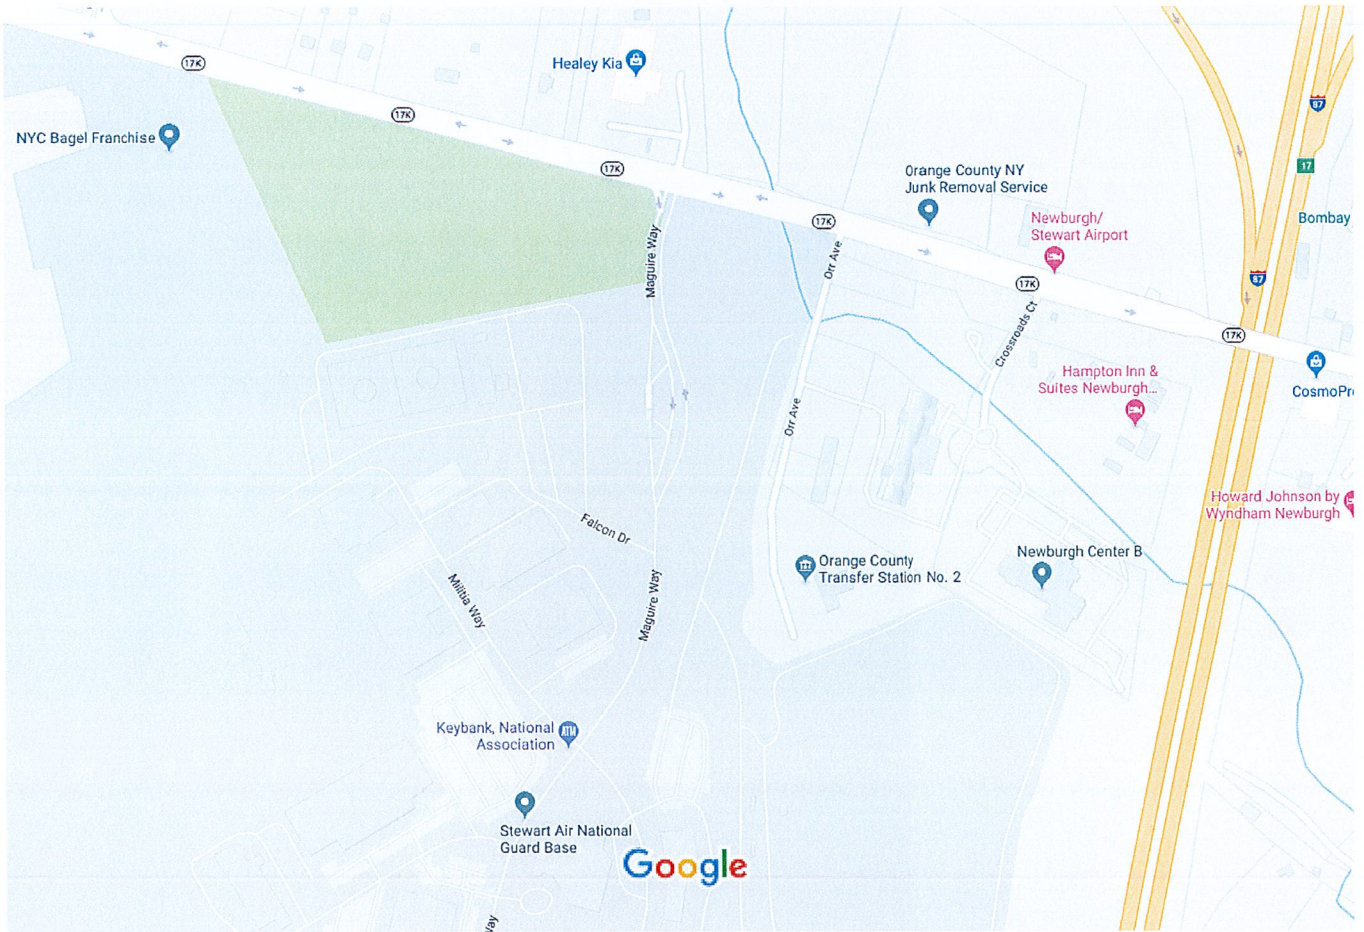 17K
Healey Kia
87
NYC Bagel Franchise
17K
17K
17
Orange County NY
Junk Removal Service
Newburgh/
Stewart Airport
Bombay
17K
Maguire Way
Orr Ave
17K
87
Crossroads Ct
17K
Hampton Inn &
Suites Newburgh...
CosmoPr
Orr Ave
Howard Johnson by
Wyndham Newburgh
Falcon Dr
Orange County
Transfer Station No. 2
Newburgh Center B
Militia Way
Maguire Way
Keybank, National
Association
ATM
Stewart Air National
Guard Base
Google
way